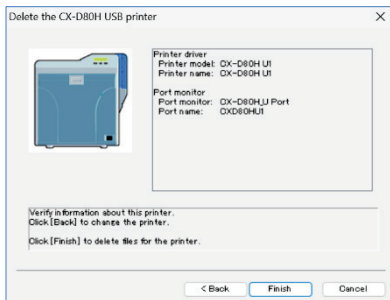 Delete the CX-D80H USB printer
Printer driver
Printer model: CX-D80H U1
Printer name: CX-D80H U1
Port monitor
Port monitor: CX-D80H_U Port
Port name: CXD80HU1
Verify information about this printer.
Click [Back] to change the printer.
Click [Finish] to delete files for the printer.
< Back
Finish
Cancel